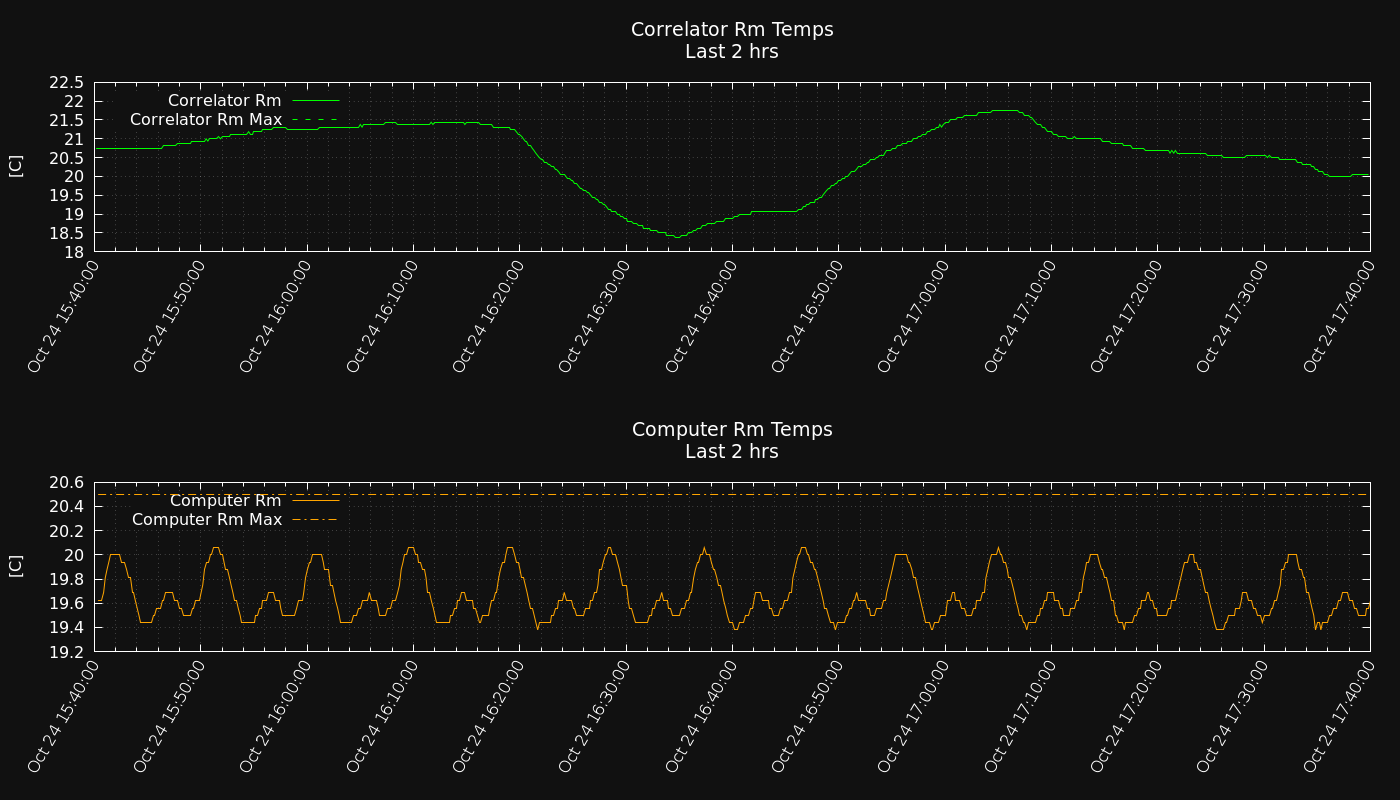 Correlator Rm Temps
Last 2 hrs
22.5
22
21.5
21
20.5
20
19.5
19
18.5
18
[C]
Correlator Rm
Correlator Rm Max
Oct 24 15:40:00
Oct 24 15:50:00
Oct 24 16:00:00
Oct 24 16:10:00
Oct 24 16:20:00
Oct 24 16:30:00
Oct 24 16:40:00
Oct 24 16:50:00
Oct 24 17:00:00
Oct 24 17:10:00
Oct 24 17:20:00
Oct 24 17:30:00
Oct 24 17:40:00
Computer Rm Temps
Last 2 hrs
20.6
20.4
20.2
20
19.8
19.6
19.4
19.2
[C]
Computer Rm
Computer Rm Max
Oct 24 15:40:00
Oct 24 15:50:00
Oct 24 16:00:00
Oct 24 16:10:00
Oct 24 16:20:00
Oct 24 16:30:00
Oct 24 16:40:00
Oct 24 16:50:00
Oct 24 17:00:00
Oct 24 17:10:00
Oct 24 17:20:00
Oct 24 17:30:00
Oct 24 17:40:00